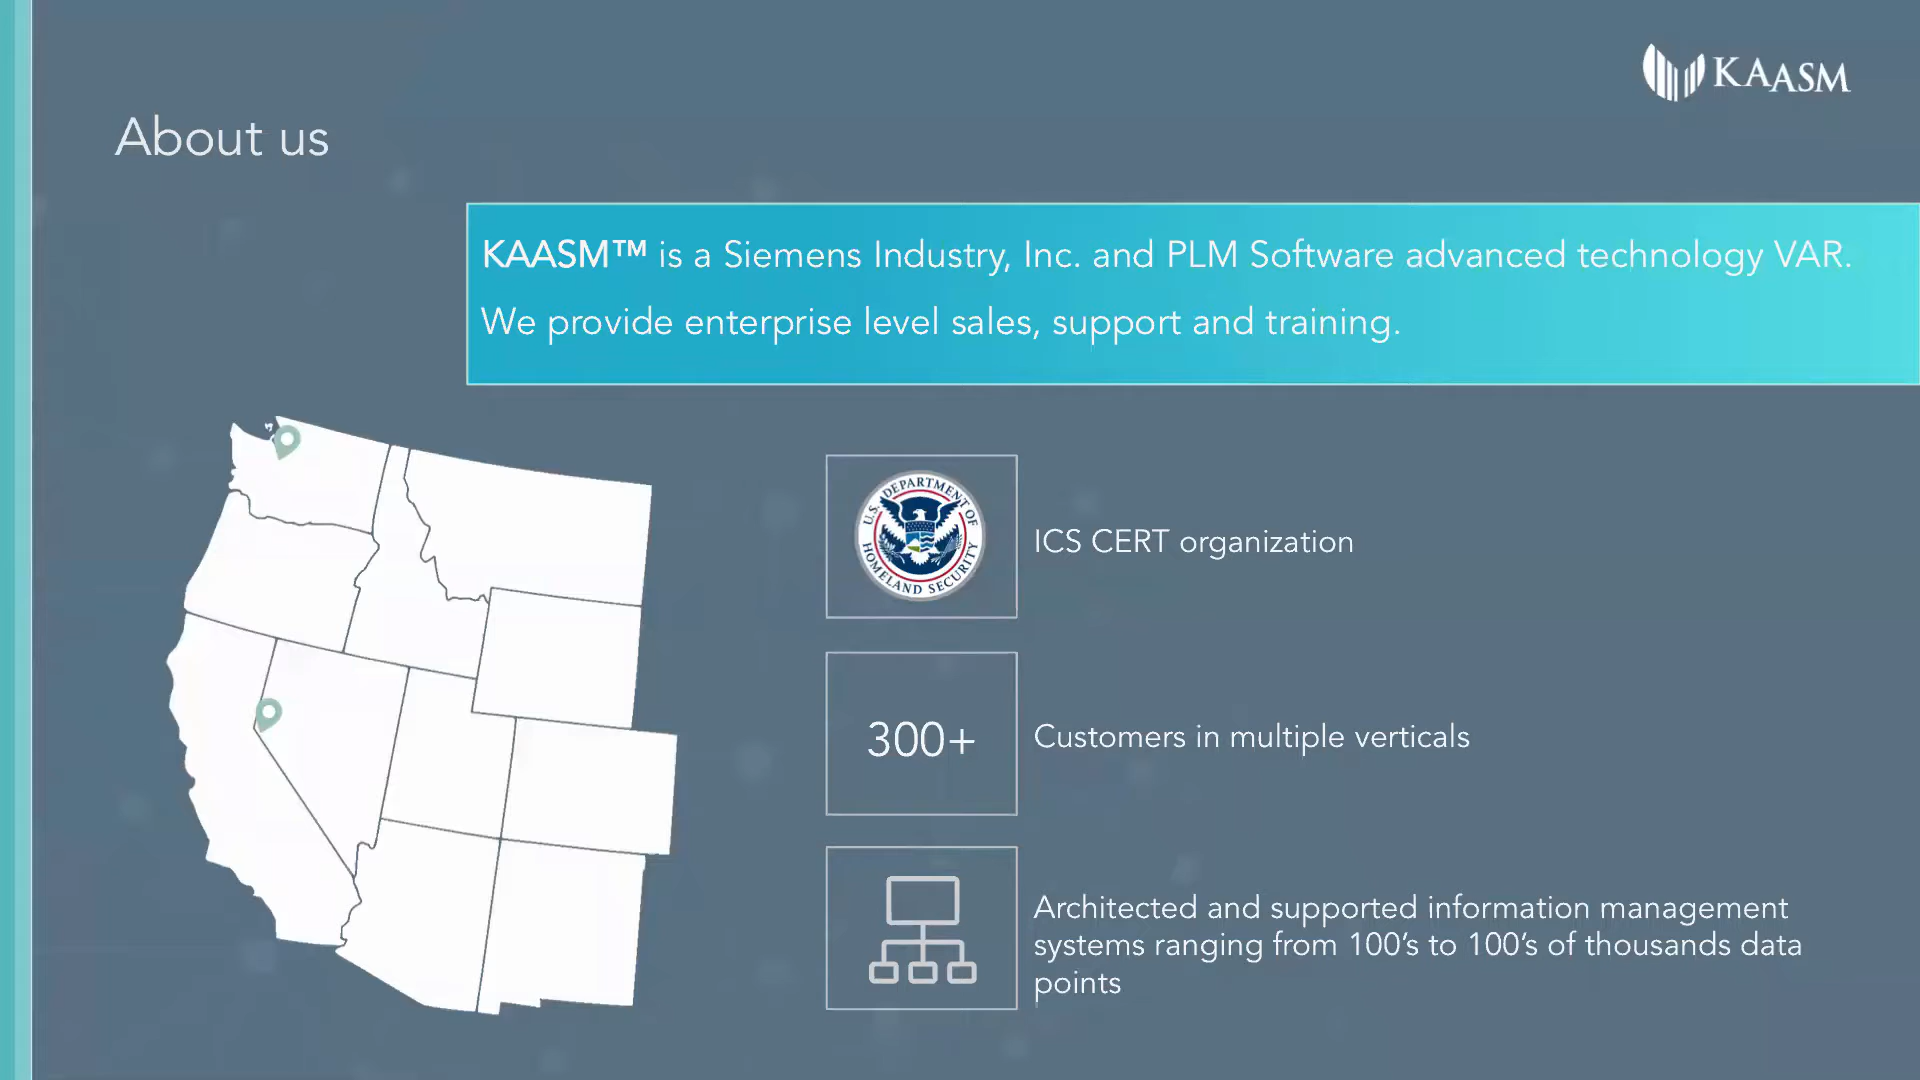 KAASM
About us
KAASM™ is a Siemens Industry, Inc. and PLM Software advanced technology VAR.
We provide enterprise level sales, support and training.
U.S. DEPARTMENT OF
HOMELAND SECURITY
ICS CERT organization
300+
Customers in multiple verticals
Architected and supported information management
systems ranging from 100’s to 100’s of thousands data
points